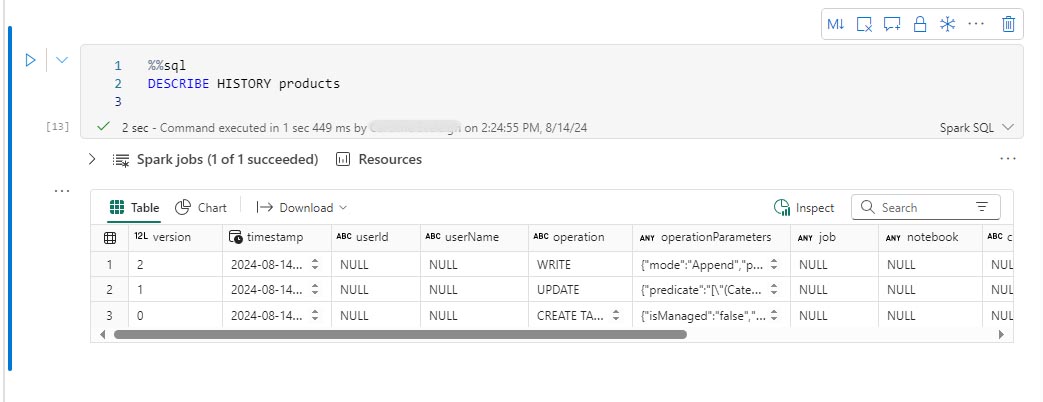 M↓
1 %%sql
2 DESCRIBE HISTORY products
3
[13] 2 sec - Command executed in 1 sec 449 ms by on 2:24:55 PM, 8/14/24 Spark SQL
Spark jobs (1 of 1 succeeded) Resources
Table Chart Download Inspect Search
12L version timestamp ABC userId ABC userName ABC operation ANY operationParameters ANY job ANY notebook ABC c
1 2 2024-08-14... NULL NULL WRITE {"mode":"Append","p... NULL NULL NUL
2 1 2024-08-14... NULL NULL UPDATE {"predicate":"[\"(Cate... NULL NULL NUL
3 0 2024-08-14... NULL NULL CREATE TA... {"isManaged":"false","... NULL NULL NUL